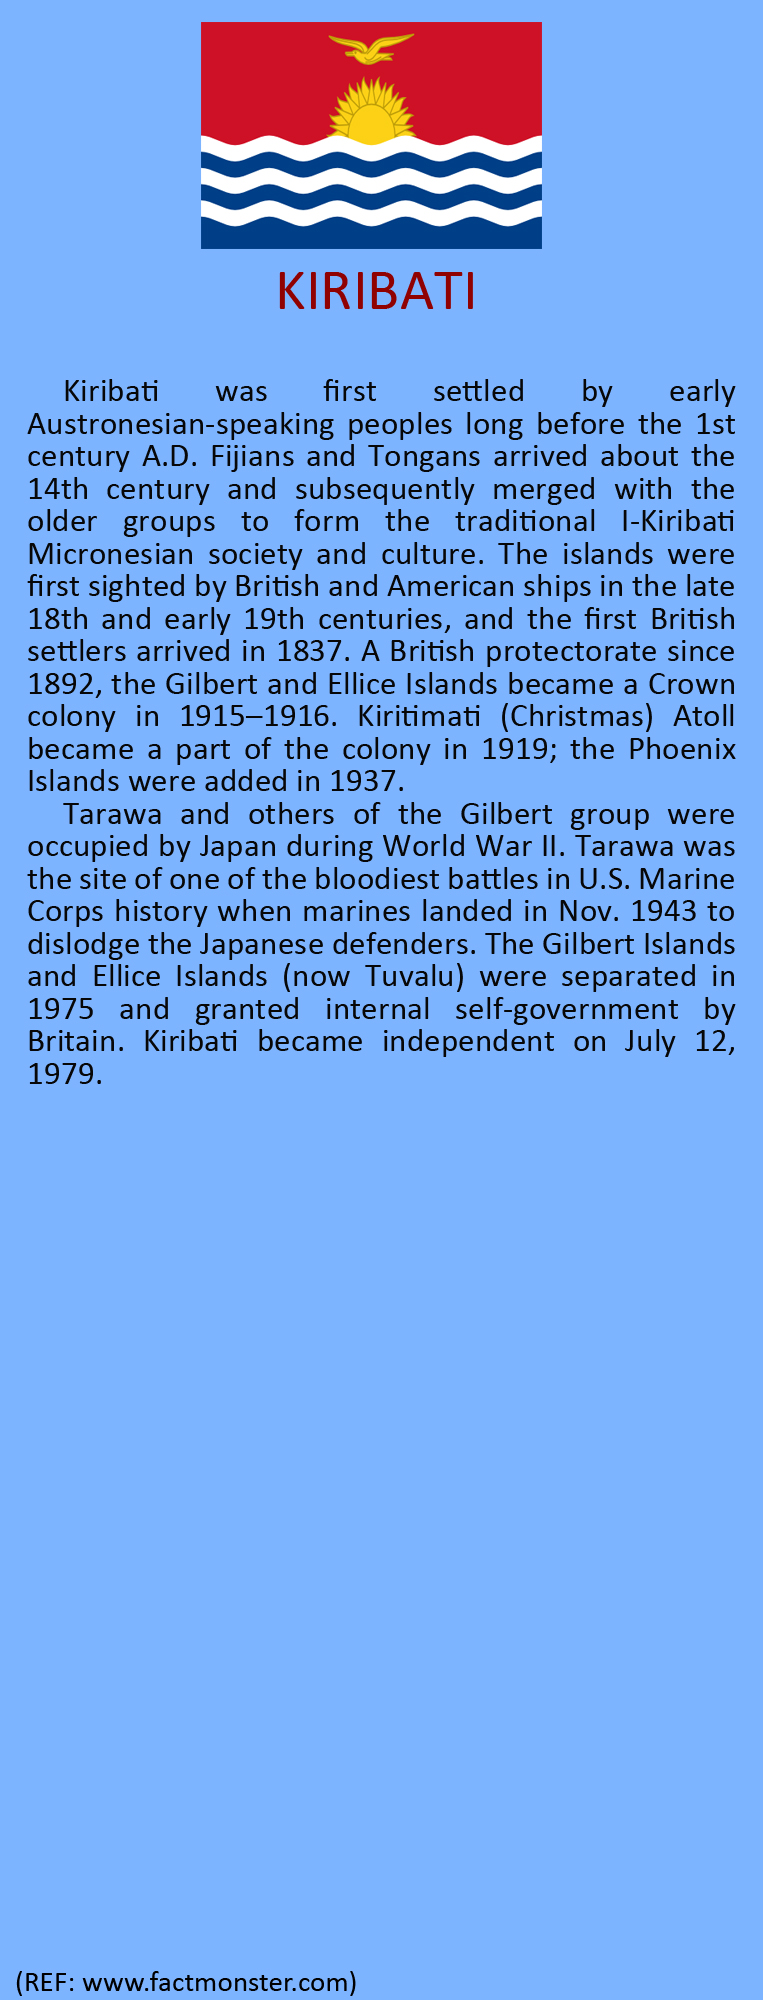 KIRIBATI
Kiribati was first settled by early
Austronesian-speaking peoples long before the 1st
century A.D. Fijians and Tongans arrived about the
14th century and subsequently merged with the
older groups to form the traditional I-Kiribati
Micronesian society and culture. The islands were
first sighted by British and American ships in the late
18th and early 19th centuries, and the first British
settlers arrived in 1837. A British protectorate since
1892, the Gilbert and Ellice Islands became a Crown
colony in 1915–1916. Kiritimati (Christmas) Atoll
became a part of the colony in 1919; the Phoenix
Islands were added in 1937.
Tarawa and others of the Gilbert group were
occupied by Japan during World War II. Tarawa was
the site of one of the bloodiest battles in U.S. Marine
Corps history when marines landed in Nov. 1943 to
dislodge the Japanese defenders. The Gilbert Islands
and Ellice Islands (now Tuvalu) were separated in
1975 and granted internal self-government by
Britain. Kiribati became independent on July 12,
1979.
(REF: www.factmonster.com)